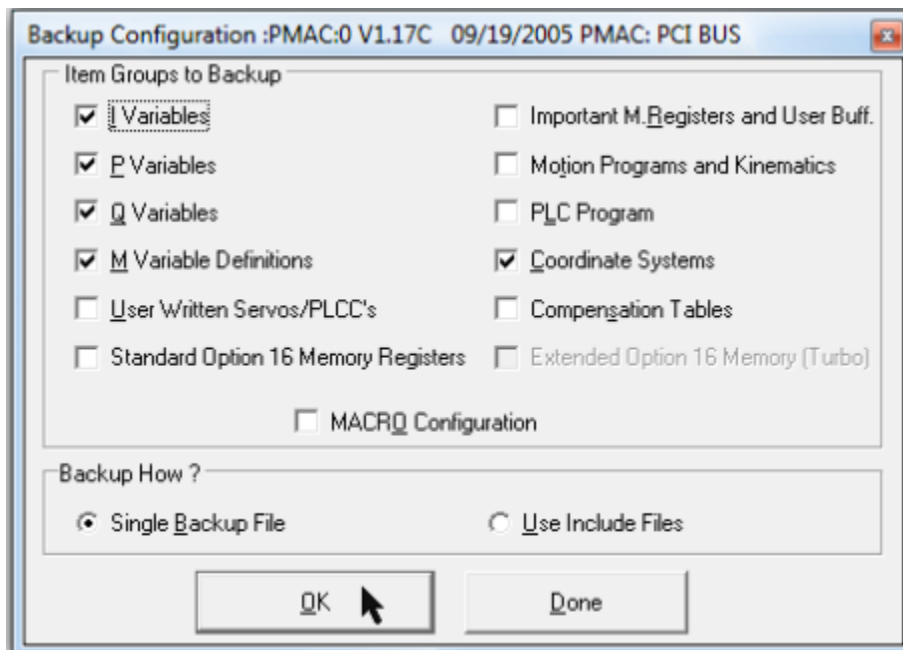 Backup Configuration :PMAC:0 V1.17C 09/19/2005 PMAC: PCI BUS
Item Groups to Backup
I Variables
Important M.Registers and User Buff.
P Variables
Motion Programs and Kinematics
Q Variables
PLC Program
M Variable Definitions
Coordinate Systems
User Written Servos/PLCC's
Compensation Tables
Standard Option 16 Memory Registers
Extended Option 16 Memory (Turbo)
MACRO Configuration
Backup How ?
Single Backup File
Use Include Files
OK
Done